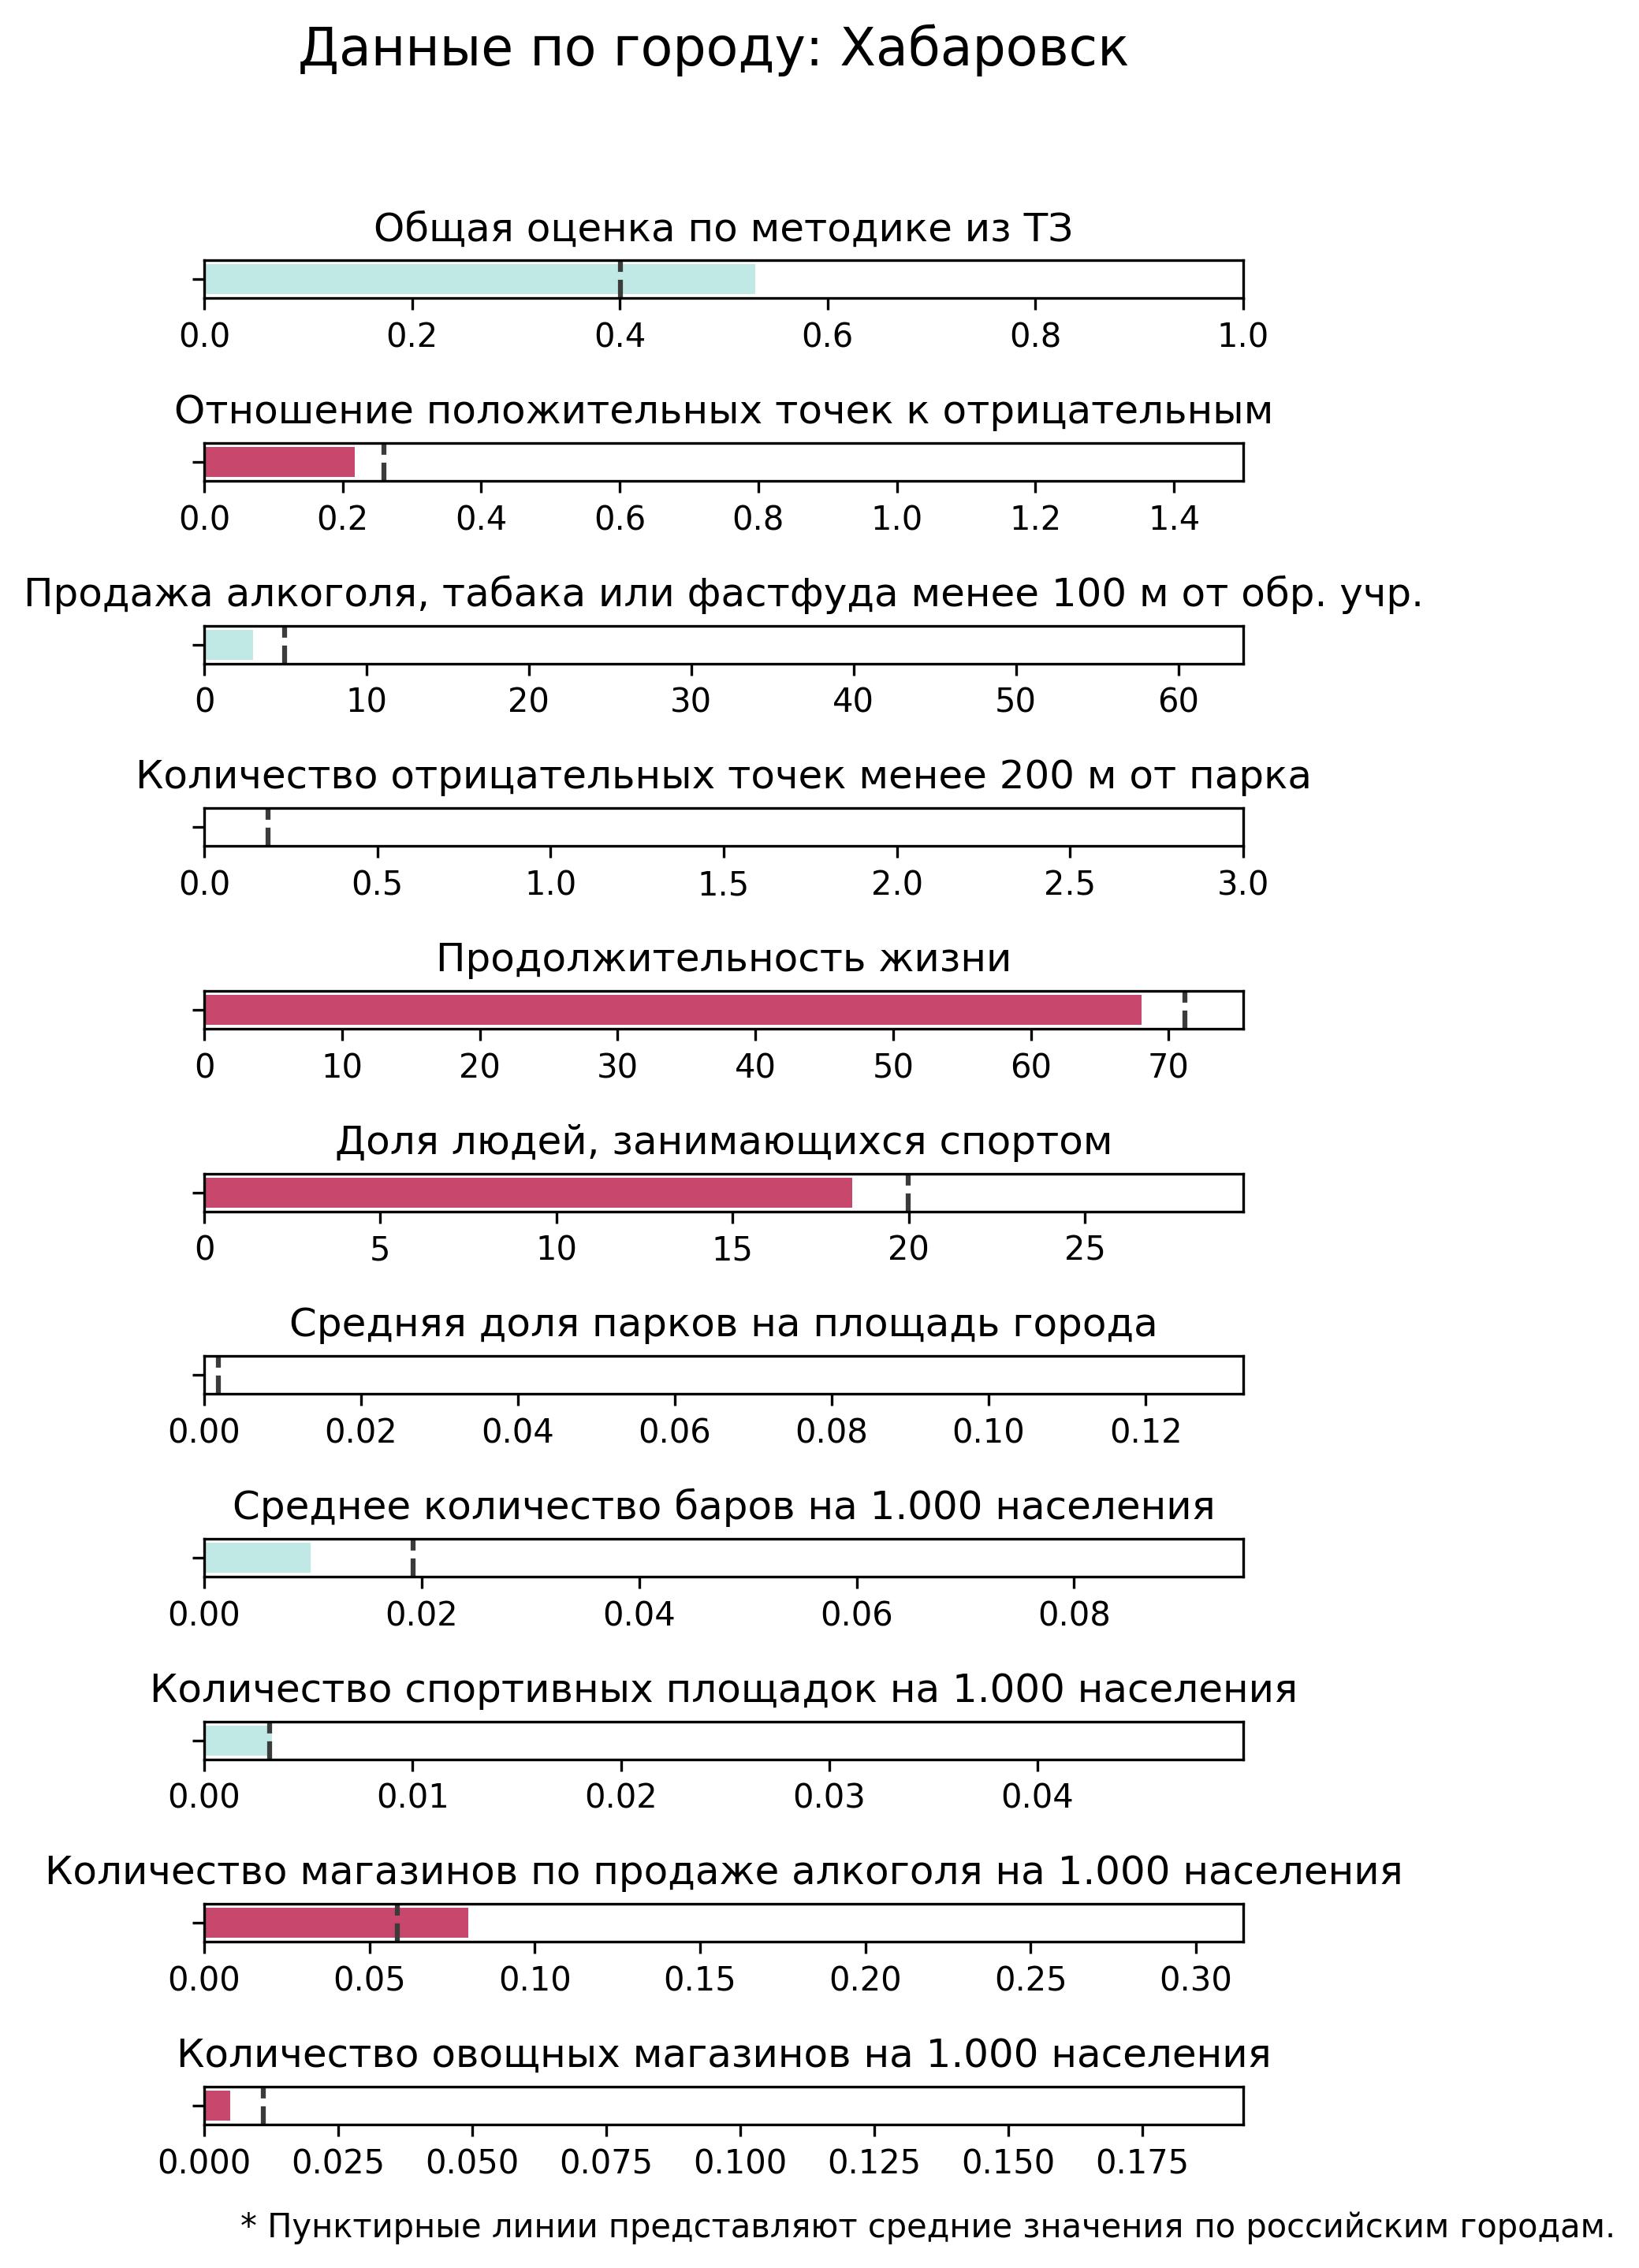 Данные по городу: Хабаровск
Общая оценка по методике из ТЗ
0.0 0.2 0.4 0.6 0.8 1.0
Отношение положительных точек к отрицательным
0.0 0.2 0.4 0.6 0.8 1.0 1.2 1.4
Продажа алкоголя, табака или фастфуда менее 100 м от обр. учр.
0 10 20 30 40 50 60
Количество отрицательных точек менее 200 м от парка
0.0 0.5 1.0 1.5 2.0 2.5 3.0
Продолжительность жизни
0 10 20 30 40 50 60 70
Доля людей, занимающихся спортом
0 5 10 15 20 25
Средняя доля парков на площадь города
0.00 0.02 0.04 0.06 0.08 0.10 0.12
Среднее количество баров на 1.000 населения
0.00 0.02 0.04 0.06 0.08
Количество спортивных площадок на 1.000 населения
0.00 0.01 0.02 0.03 0.04
Количество магазинов по продаже алкоголя на 1.000 населения
0.00 0.05 0.10 0.15 0.20 0.25 0.30
Количество овощных магазинов на 1.000 населения
0.000 0.025 0.050 0.075 0.100 0.125 0.150 0.175
* Пунктирные линии представляют средние значения по российским городам.